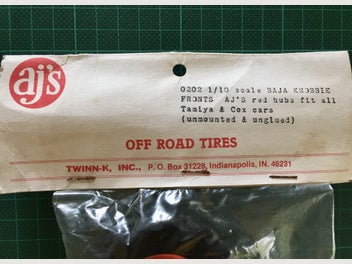 aj's
0202 1/10 scale BAJA KNOBBIE
FRONTS AJ'S red hubs fit all
Tamiya & Cox cars
(unmounted & unglued)
OFF ROAD TIRES
TWINN-K, INC., P. O. Box 31228, Indianapolis, IN. 46231